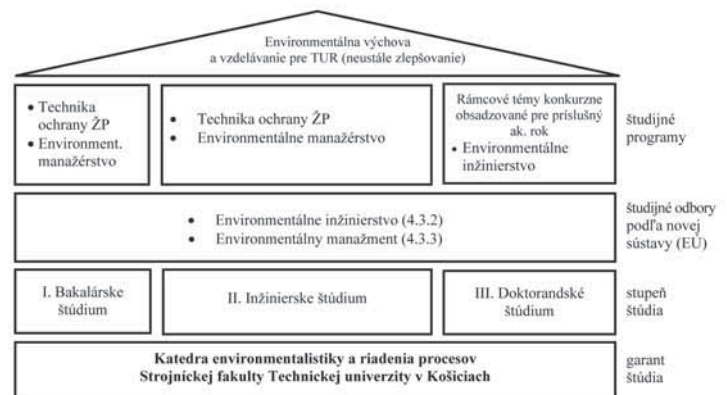 Environmentálna výchova
a vzdelávanie pre TUR (neustále zlepšovanie)
• Technika
ochrany ŽP
• Environment.
manažérstvo
• Technika ochrany ŽP
• Environmentálne manažérstvo
Rámcové témy konkurzne
obsadzované pre príslušný
ak. rok
• Environmentálne
inžinierstvo
študijné
programy
• Environmentálne inžinierstvo (4.3.2)
• Environmentálny manažment (4.3.3)
študijné odbory
podľa novej
sústavy (EÚ)
I. Bakalárske
štúdium
II. Inžinierske štúdium
III. Doktorandské
štúdium
stupeň
štúdia
Katedra environmentalistiky a riadenia procesov
Strojníckej fakulty Technickej univerzity v Košiciach
garant
štúdia